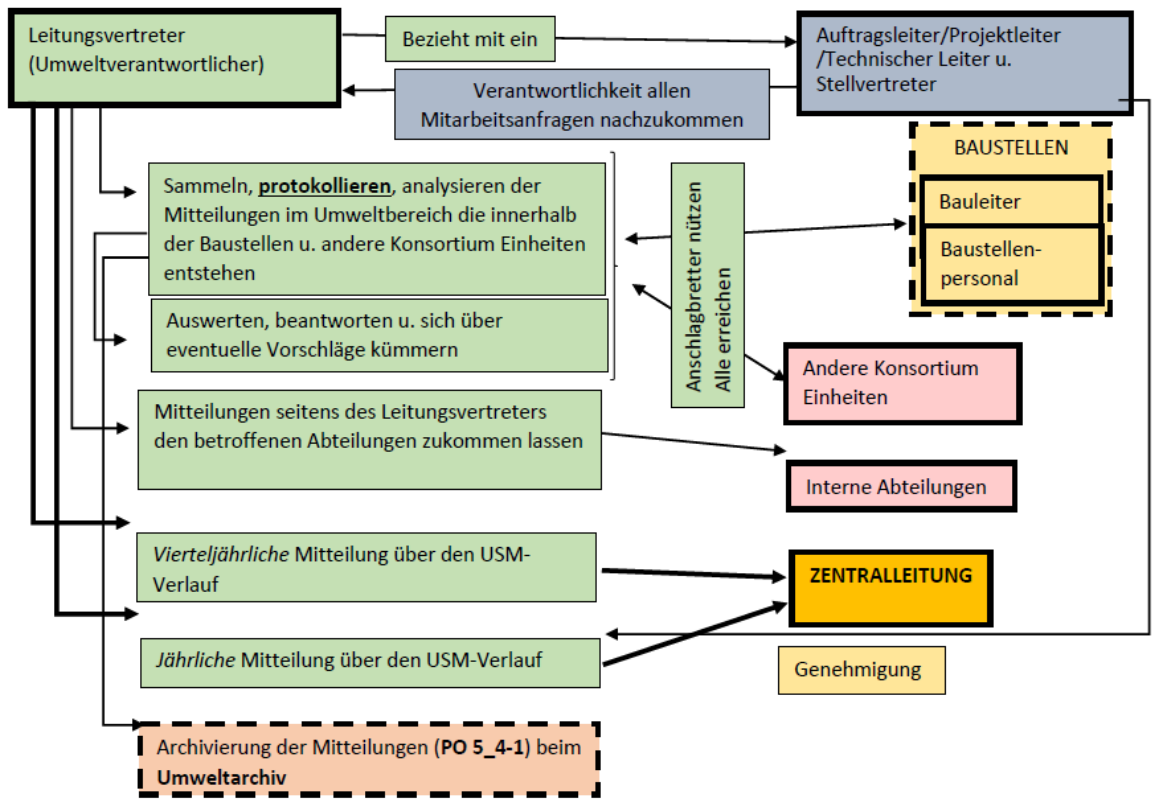 Leitungsvertreter
(Umweltverantwortlicher)
Bezieht mit ein
Auftragsleiter/Projektleiter
/Technischer Leiter u.
Stellvertreter
Verantwortlichkeit allen
Mitarbeitsanfragen nachzukommen
BAUSTELLEN
Bauleiter
Baustellen-
personal
Sammeln, protokollieren, analysieren der
Mitteilungen im Umweltbereich die innerhalb
der Baustellen u. andere Konsortium Einheiten
entstehen
Anschlagbretter nützen
Alle erreichen
Auswerten, beantworten u. sich über
eventuelle Vorschläge kümmern
Andere Konsortium
Einheiten
Mitteilungen seitens des Leitungsvertreters
den betroffenen Abteilungen zukommen lassen
Interne Abteilungen
Vierteljährliche Mitteilung über den USM-
Verlauf
ZENTRALLEITUNG
Jährliche Mitteilung über den USM-Verlauf
Genehmigung
Archivierung der Mitteilungen (PO 5_4-1) beim
Umweltarchiv